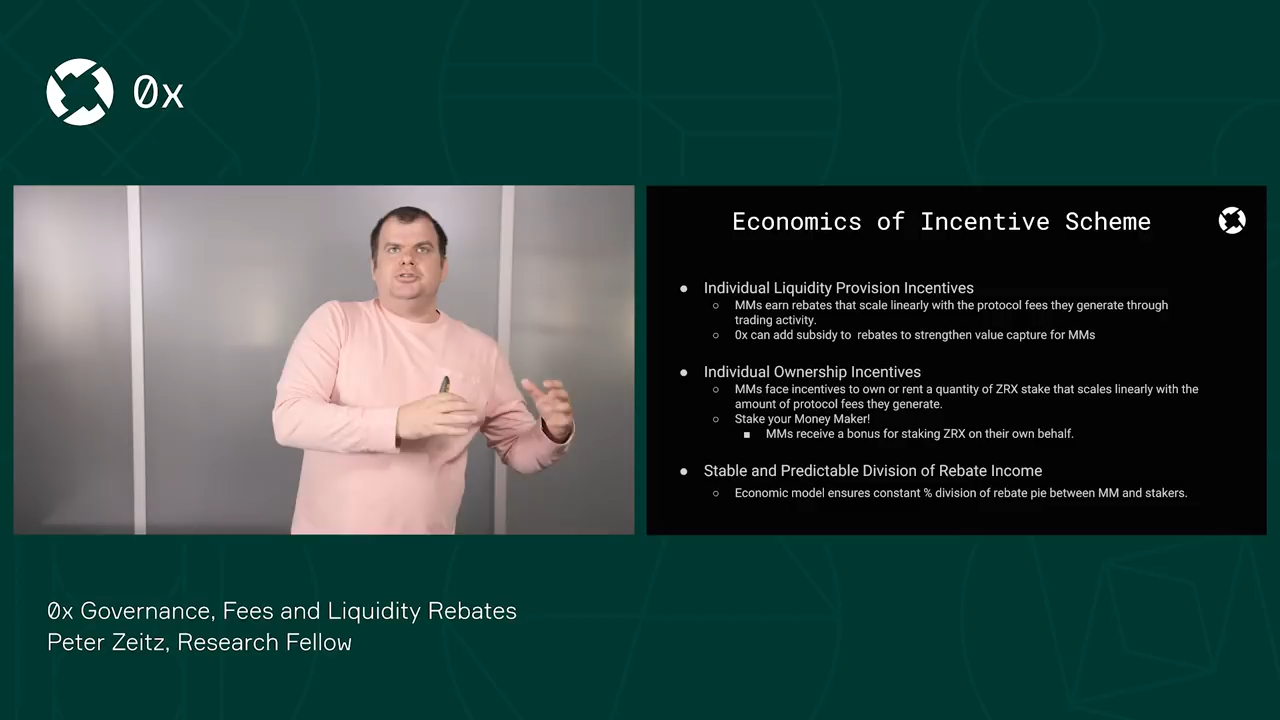 0x
Economics of Incentive Scheme
● Individual Liquidity Provision Incentives
○ MMs earn rebates that scale linearly with the protocol fees they generate through
trading activity.
○ 0x can add subsidy to rebates to strengthen value capture for MMs
● Individual Ownership Incentives
○ MMs face incentives to own or rent a quantity of ZRX stake that scales linearly with the
amount of protocol fees they generate.
○ Stake your Money Maker!
■ MMs receive a bonus for staking ZRX on their own behalf.
● Stable and Predictable Division of Rebate Income
○ Economic model ensures constant % division of rebate pie between MM and stakers.
0x Governance, Fees and Liquidity Rebates
Peter Zeitz, Research Fellow